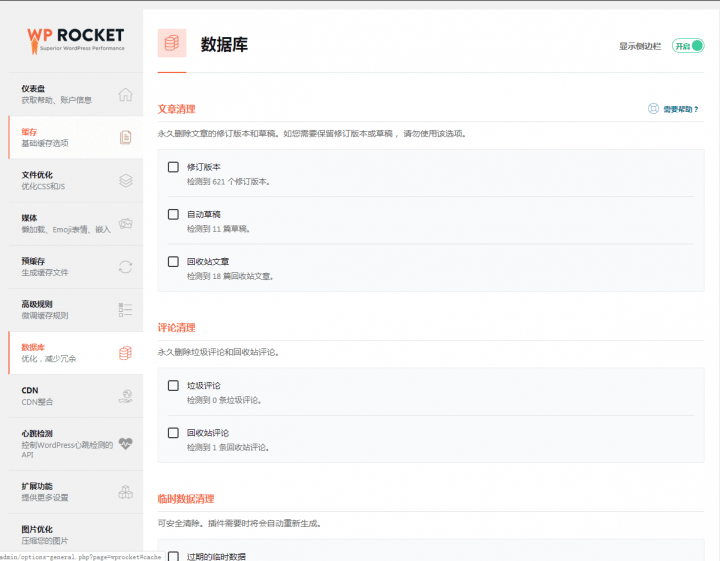 WP ROCKET
Superior WordPress Performance
仪表盘
获取帮助、账户信息
缓存
基础缓存选项
文件优化
优化CSS和JS
媒体
懒加载、Emoji表情、嵌入
预缓存
生成缓存文件
高级规则
微调缓存规则
数据库
优化，减少冗余
CDN
CDN整合
心跳检测
控制WordPress心跳检测的
API
扩展功能
提供更多设置
图片优化
压缩您的图片
admin/options-general.php?page=wprocket#cache
数据库
显示侧边栏
开启
文章清理
需要帮助？
永久删除文章的修订版本和草稿。如您需要保留修订版本或草稿，请勿使用该选项。
修订版本
检测到 621 个修订版本。
自动草稿
检测到 11 篇草稿。
回收站文章
检测到 18 篇回收站文章。
评论清理
永久删除垃圾评论和回收站评论。
垃圾评论
检测到 0 条垃圾评论。
回收站评论
检测到 1 条回收站评论。
临时数据清理
可安全清除。插件需要时将会自动重新生成。
过期的临时数据